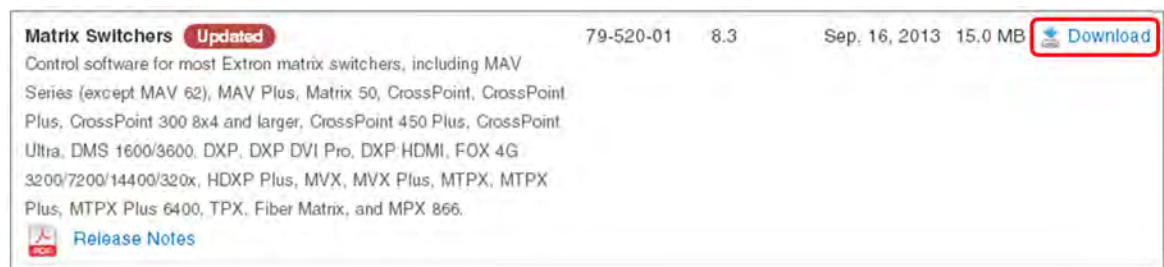 Matrix Switchers Updated 79-520-01 8.3 Sep. 16, 2013 15.0 MB Download
Control software for most Extron matrix switchers, including MAV
Series (except MAV 62), MAV Plus, Matrix 50, CrossPoint, CrossPoint
Plus, CrossPoint 300 8x4 and larger, CrossPoint 450 Plus, CrossPoint
Ultra, DMS 1600/3600, DXP, DXP DVI Pro, DXP HDMI, FOX 4G
3200/7200/14400/320x, HDXP Plus, MVX, MVX Plus, MTPX, MTPX
Plus, MTPX Plus 6400, TPX, Fiber Matrix, and MPX 866.
PDF Release Notes